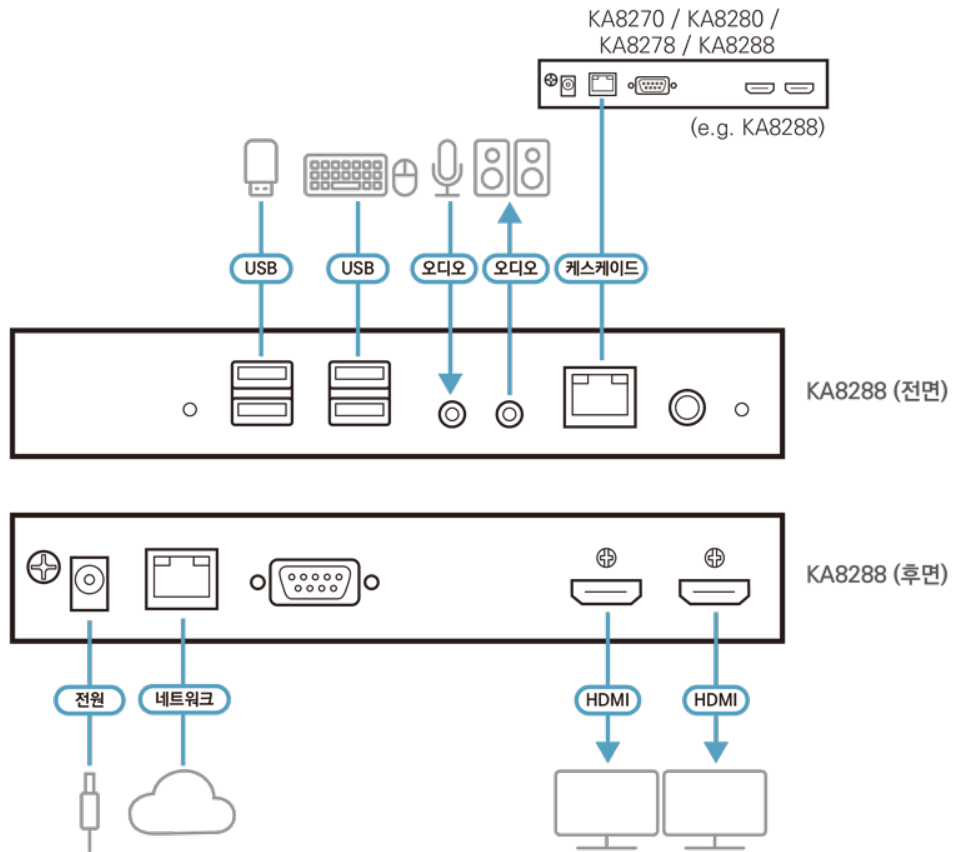 KA8270 / KA8280 /
KA8278 / KA8288
(e.g. KA8288)
USB
USB
오디오
오디오
케스케이드
KA8288 (전면)
KA8288 (후면)
전원
네트워크
HDMI
HDMI